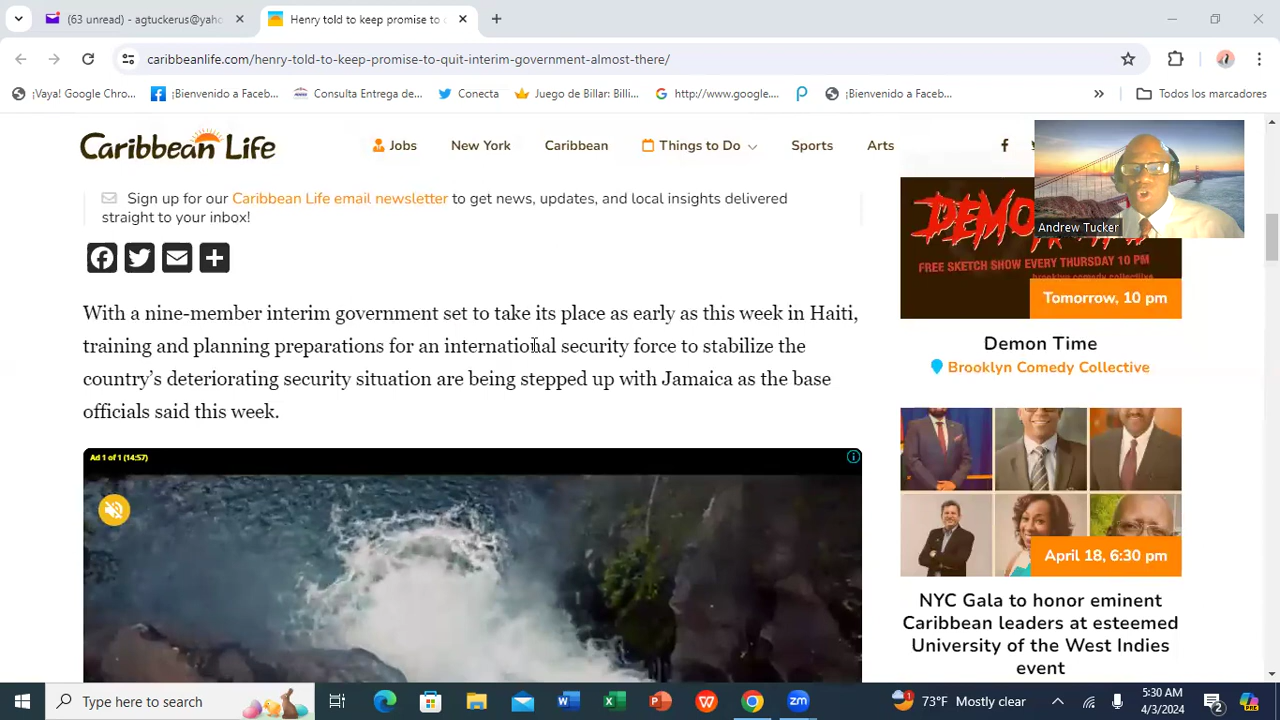 (63 unread) - agtuckerus@yaho
Henry told to keep promise to
caribbeanlife.com/henry-told-to-keep-promise-to-quit-interim-government-almost-there/
¡Vaya! Google Chro...
¡Bienvenido a Faceb...
Consulta Entrega de...
Conecta
Juego de Billar: Billi...
http://www.google....
¡Bienvenido a Faceb...
»
Todos los marcadores
Caribbean Life
Jobs
New York
Caribbean
Things to Do
Sports
Arts
Sign up for our Caribbean Life email newsletter to get news, updates, and local insights delivered
straight to your inbox!
With a nine-member interim government set to take its place as early as this week in Haiti,
training and planning preparations for an international security force to stabilize the
country's deteriorating security situation are being stepped up with Jamaica as the base
officials said this week.
Ad 1 of 1 (14:57)
Andrew Tucker
FREE SKETCH SHOW EVERY THURSDAY 10 PM
brooklyn comedy collective
Tomorrow, 10 pm
Demon Time
Brooklyn Comedy Collective
April 18, 6:30 pm
NYC Gala to honor eminent
Caribbean leaders at esteemed
University of the West Indies
event
Type here to search
73°F Mostly clear
5:30 AM
4/3/2024